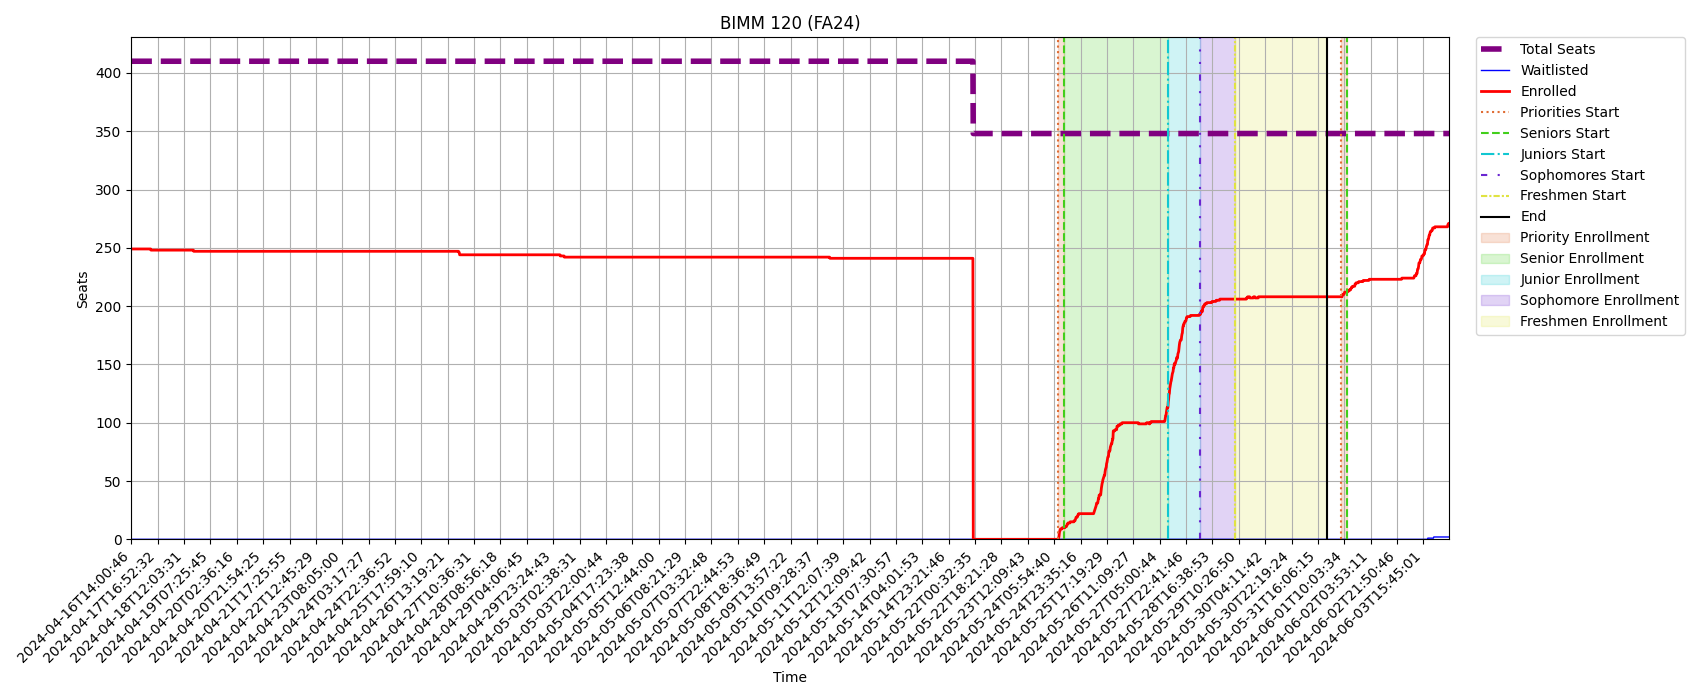 BIMM 120 (FA24)
Total Seats
Waitlisted
Enrolled
Priorities Start
Seniors Start
Juniors Start
Sophomores Start
Freshmen Start
End
Priority Enrollment
Senior Enrollment
Junior Enrollment
Sophomore Enrollment
Freshmen Enrollment
Seats
400
350
300
250
200
150
100
50
0
2024-04-16T14:00:46
2024-04-17T16:52:32
2024-04-18T12:03:31
2024-04-19T07:25:45
2024-04-20T02:36:16
2024-04-20T21:54:25
2024-04-21T17:25:55
2024-04-22T12:45:29
2024-04-23T08:05:00
2024-04-24T03:17:27
2024-04-24T22:36:52
2024-04-25T17:59:10
2024-04-26T13:19:21
2024-04-27T10:36:31
2024-04-28T08:56:18
2024-04-29T04:06:45
2024-04-29T23:24:43
2024-05-03T02:38:31
2024-05-03T22:00:44
2024-05-04T17:23:38
2024-05-05T12:44:00
2024-05-06T08:21:29
2024-05-07T03:32:48
2024-05-07T22:44:53
2024-05-08T18:36:49
2024-05-09T13:57:22
2024-05-10T09:28:37
2024-05-11T12:07:39
2024-05-12T12:09:42
2024-05-13T07:30:57
2024-05-14T04:01:53
2024-05-14T23:21:46
2024-05-22T00:32:35
2024-05-22T18:21:28
2024-05-23T12:09:43
2024-05-24T05:54:40
2024-05-24T23:35:16
2024-05-25T17:19:29
2024-05-26T11:09:27
2024-05-27T05:00:44
2024-05-27T22:41:46
2024-05-28T16:38:53
2024-05-29T10:26:50
2024-05-30T04:11:42
2024-05-30T22:19:24
2024-05-31T16:06:15
2024-06-01T10:03:34
2024-06-02T03:53:11
2024-06-02T21:50:46
2024-06-03T15:45:01
Time